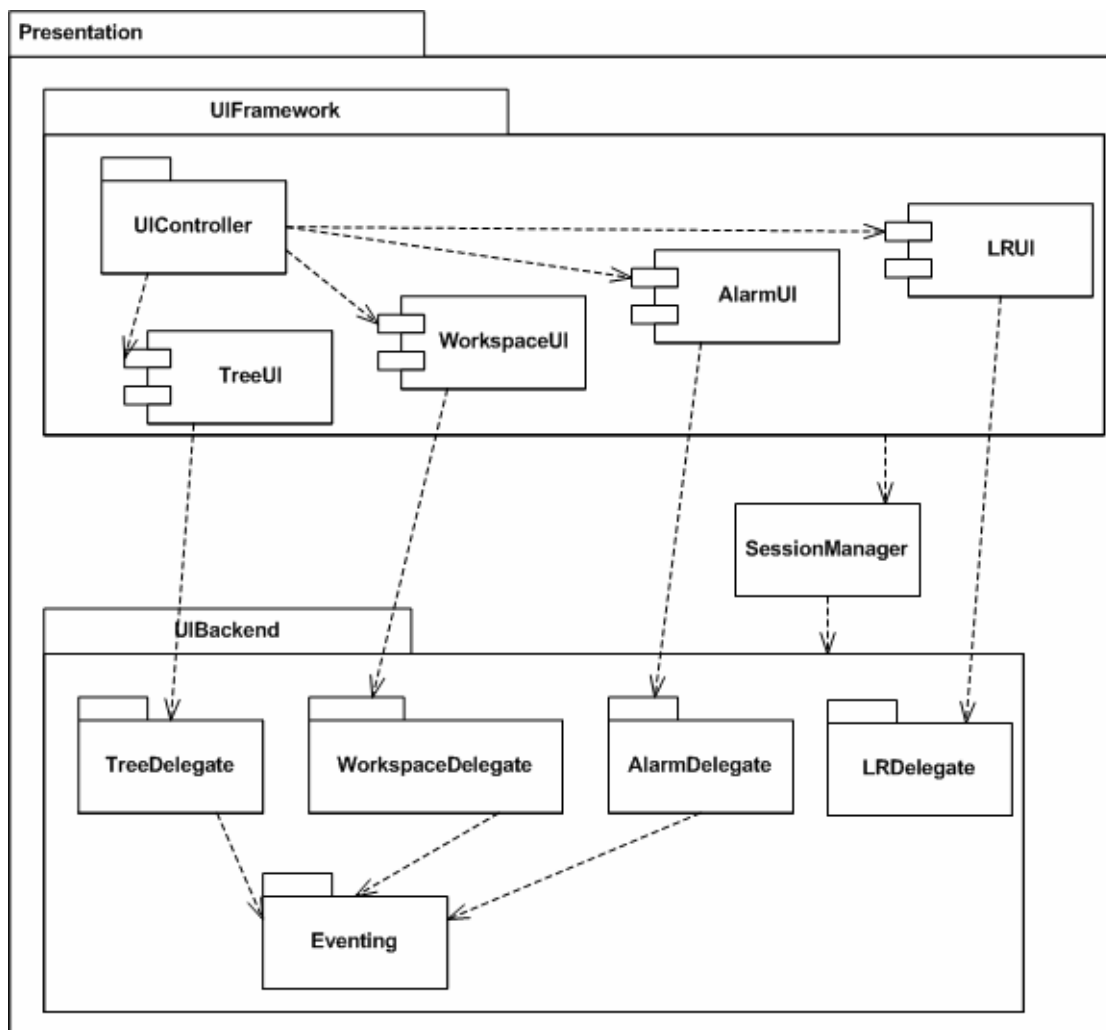 Presentation
UIFramework
UIController
LRUI
AlarmUI
WorkspaceUI
TreeUI
SessionManager
UIBackend
TreeDelegate
WorkspaceDelegate
AlarmDelegate
LRDelegate
Eventing